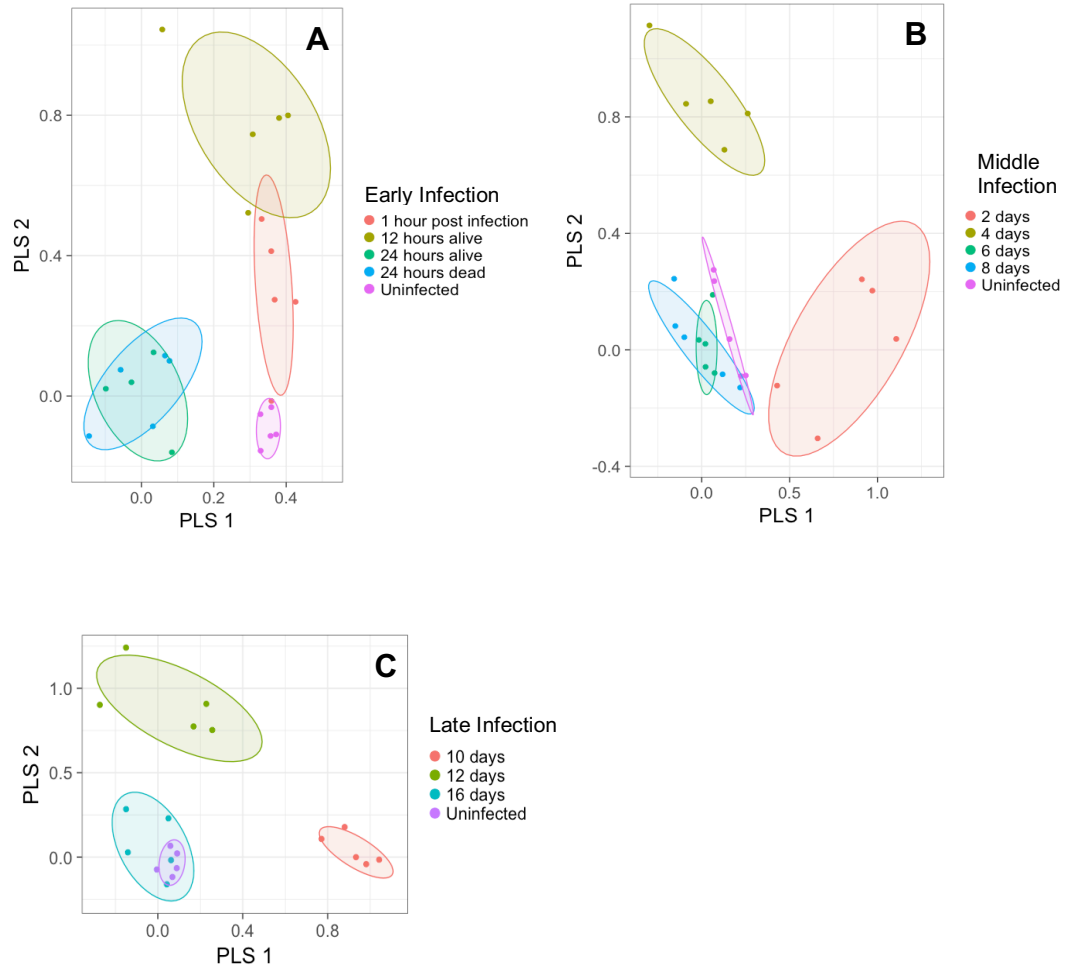 A
0.8
0.4
0.0
PLS 2
0.0 0.2 0.4
PLS 1
Early Infection
1 hour post infection
12 hours alive
24 hours alive
24 hours dead
Uninfected
B
0.8
0.4
0.0
-0.4
PLS 2
0.0 0.5 1.0
PLS 1
Middle
Infection
2 days
4 days
6 days
8 days
Uninfected
C
1.0
0.5
0.0
PLS 2
0.0 0.4 0.8
PLS 1
Late Infection
10 days
12 days
16 days
Uninfected